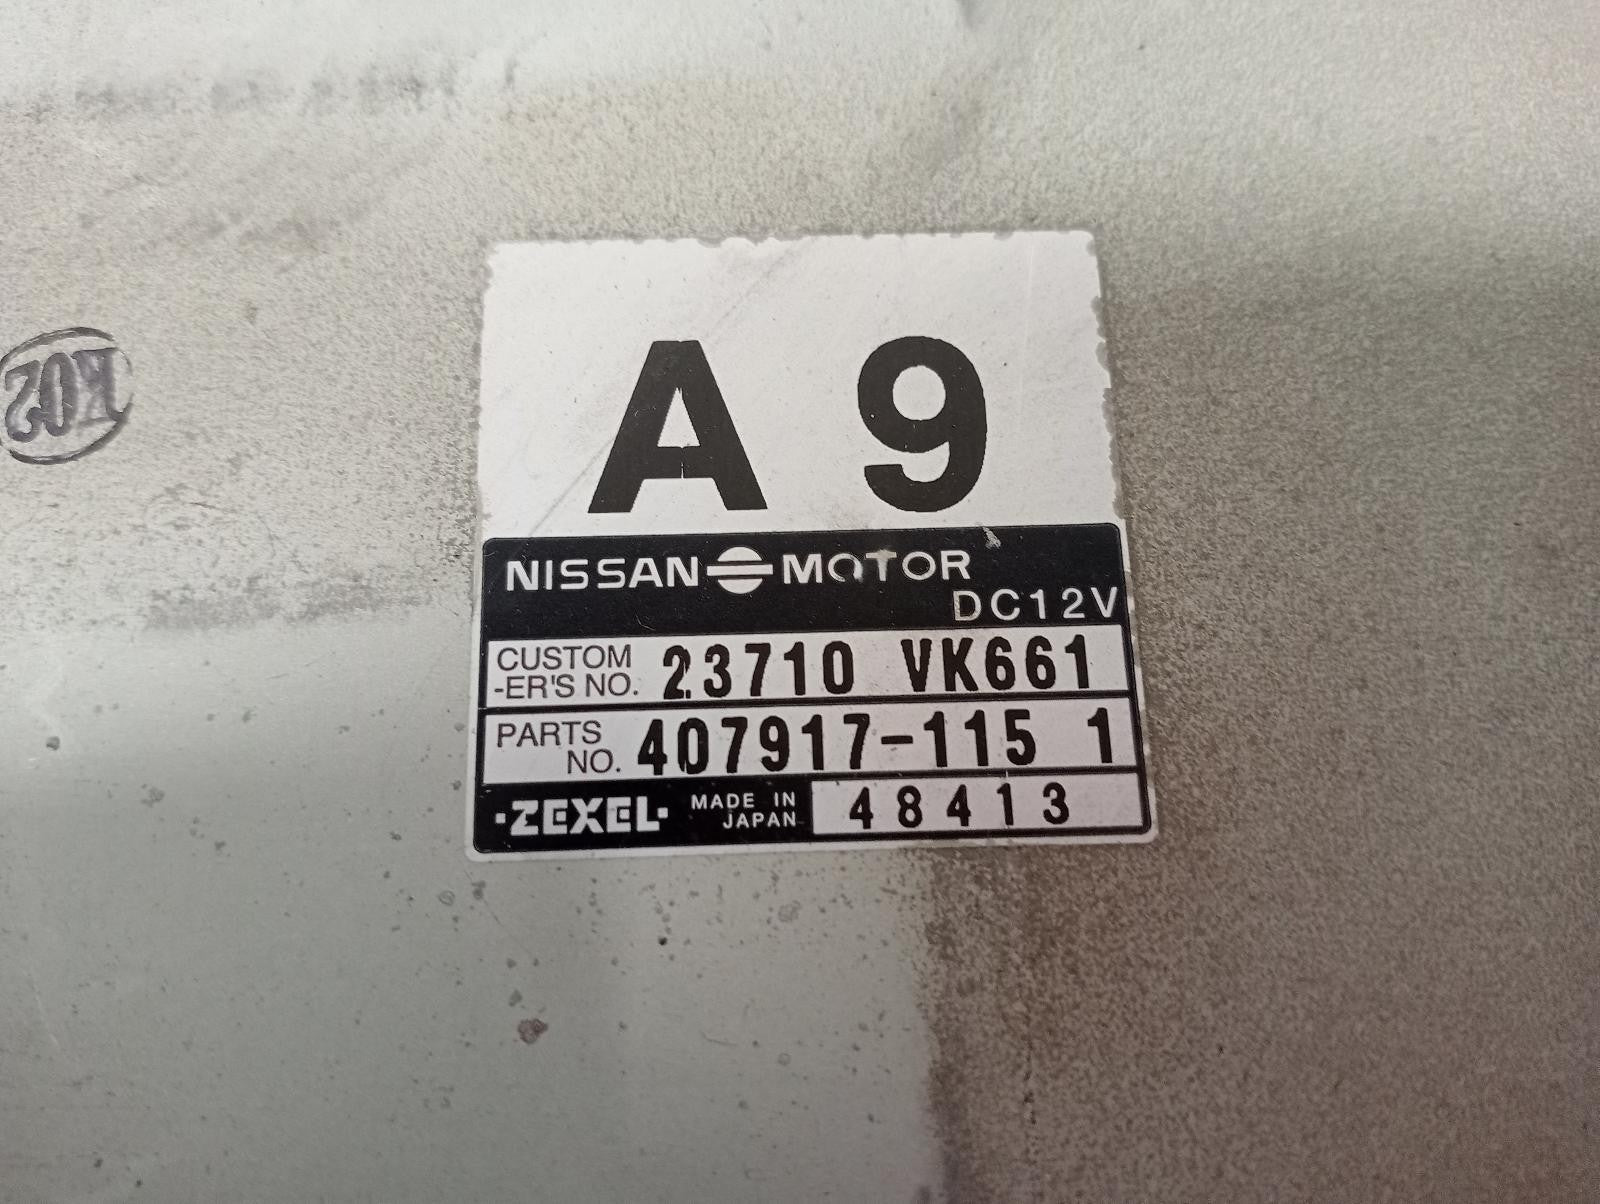 A 9
NISSAN MOTOR
DC12V
CUSTOM
-ER'S NO. 23710 VK661
PARTS
NO. 407917-115 1
·ZEXEL· MADE IN
JAPAN 48413
K02